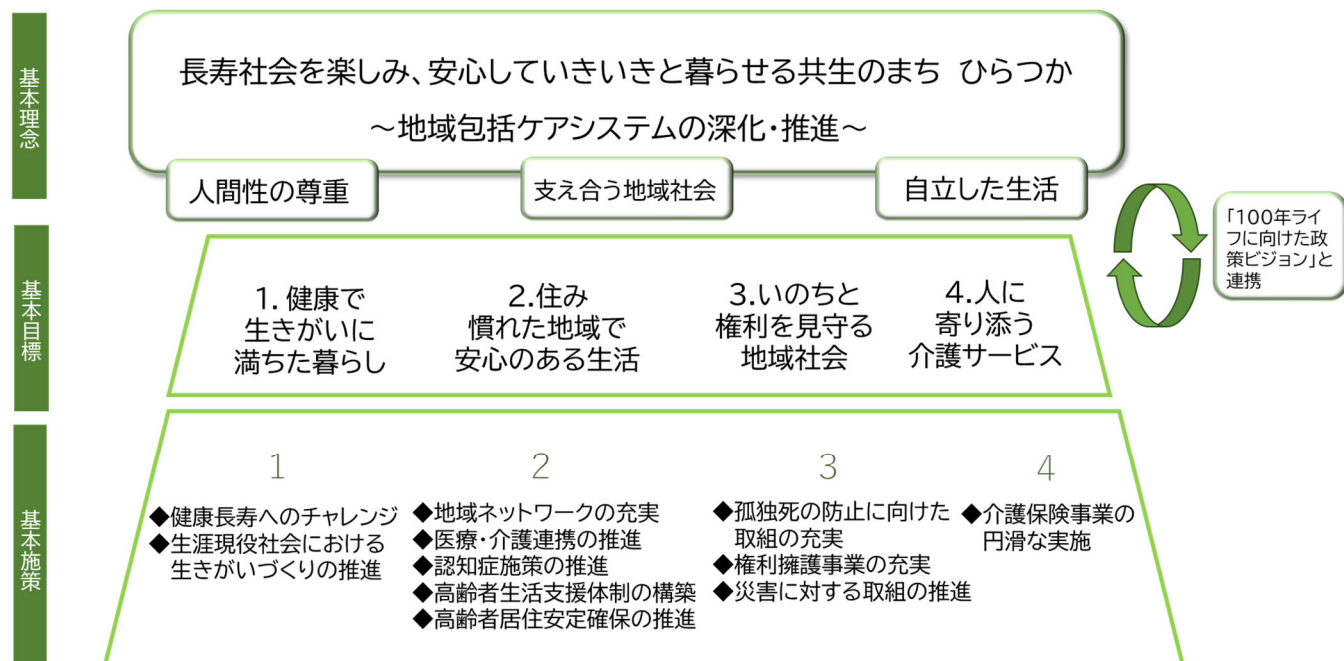 基本理念
長寿社会を楽しみ、安心していきいきと暮らせる共生のまち ひらつか
~地域包括ケアシステムの深化・推進~
人間性の尊重
支え合う地域社会
自立した生活
「100年ライ
フに向けた政
策ビジョン」と
連携
基本目標
1. 健康で
生きがいに
満ちた暮らし
2.住み
慣れた地域で
安心のある生活
3.いのちと
権利を見守る
地域社会
4.人に
寄り添う
介護サービス
基本施策
1
◆健康長寿へのチャレンジ
◆生涯現役社会における
生きがいづくりの推進
2
◆地域ネットワークの充実
◆医療・介護連携の推進
◆認知症施策の推進
◆高齢者生活支援体制の構築
◆高齢者居住安定確保の推進
3
◆孤独死の防止に向けた
取組の充実
◆権利擁護事業の充実
◆災害に対する取組の推進
4
◆介護保険事業の
円滑な実施